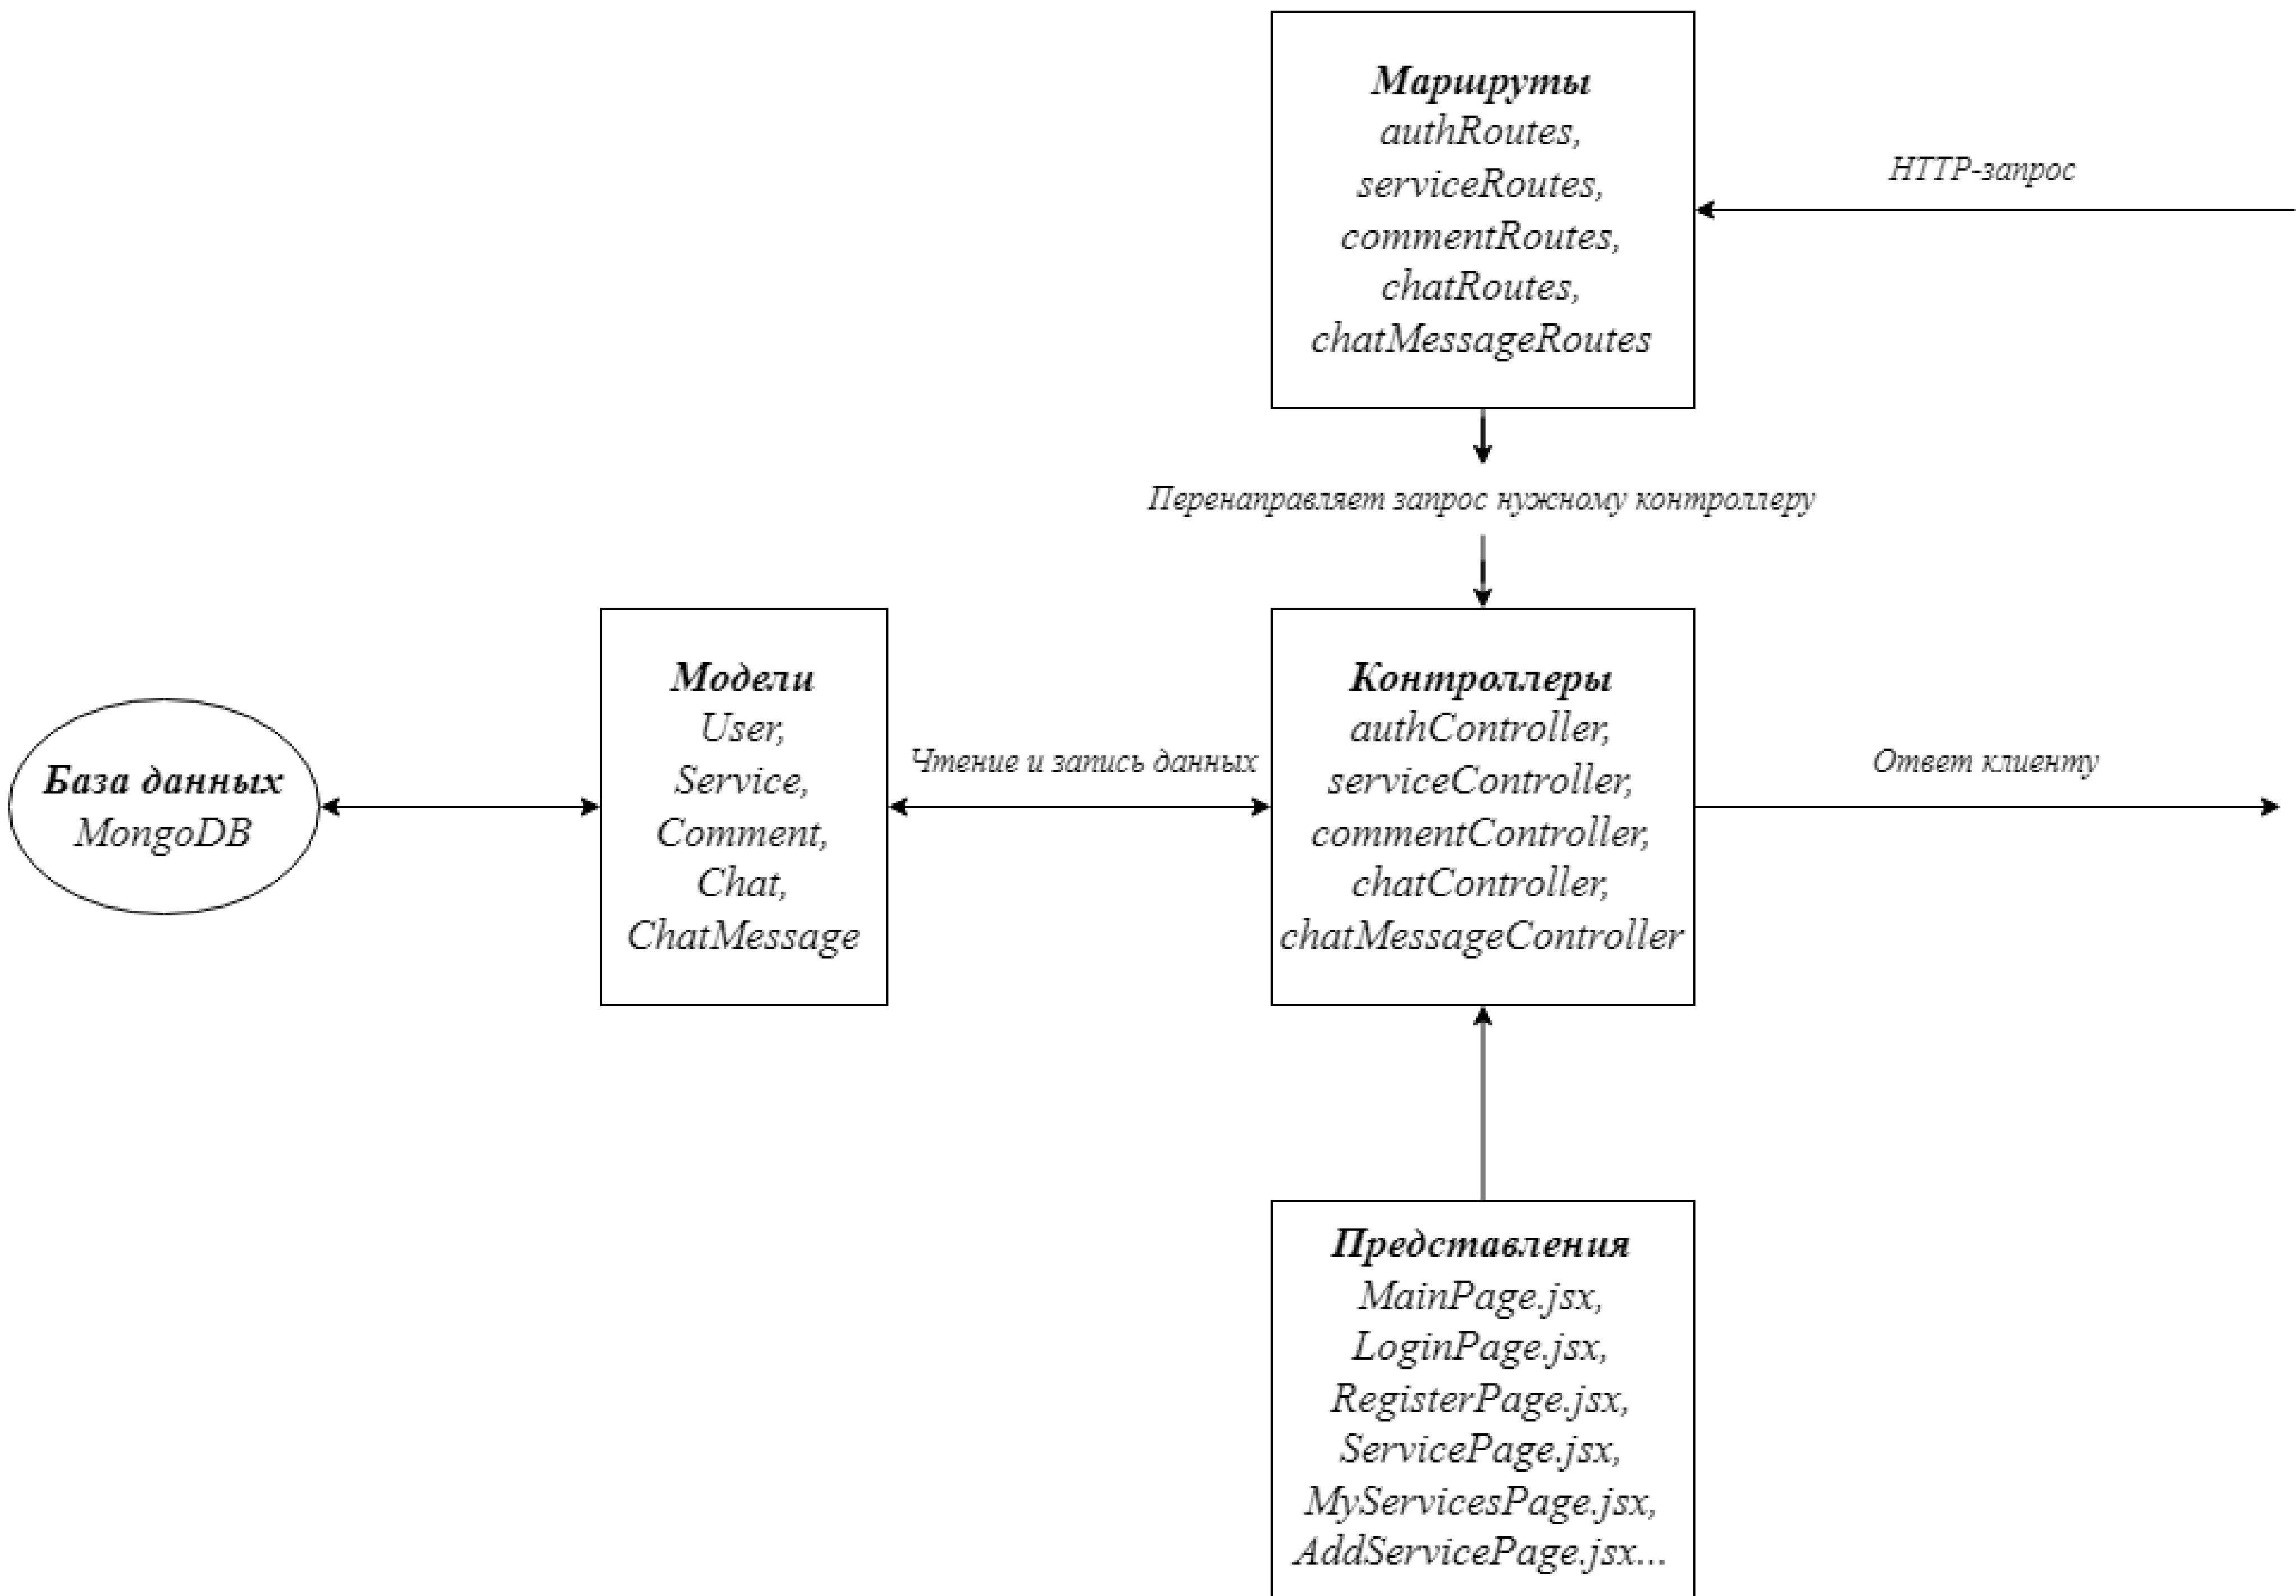 Маршруты
authRoutes,
serviceRoutes,
commentRoutes,
chatRoutes,
chatMessageRoutes
HTTP-запрос
Перенаправляет запрос нужному контроллеру
База данных
MongoDB
Модели
User,
Service,
Comment,
Chat,
ChatMessage
Чтение и запись данных
Контроллеры
authController,
serviceController,
commentController,
chatController,
chatMessageController
Ответ клиенту
Представления
MainPage.jsx,
LoginPage.jsx,
RegisterPage.jsx,
ServicePage.jsx,
MyServicesPage.jsx,
AddServicePage.jsx...